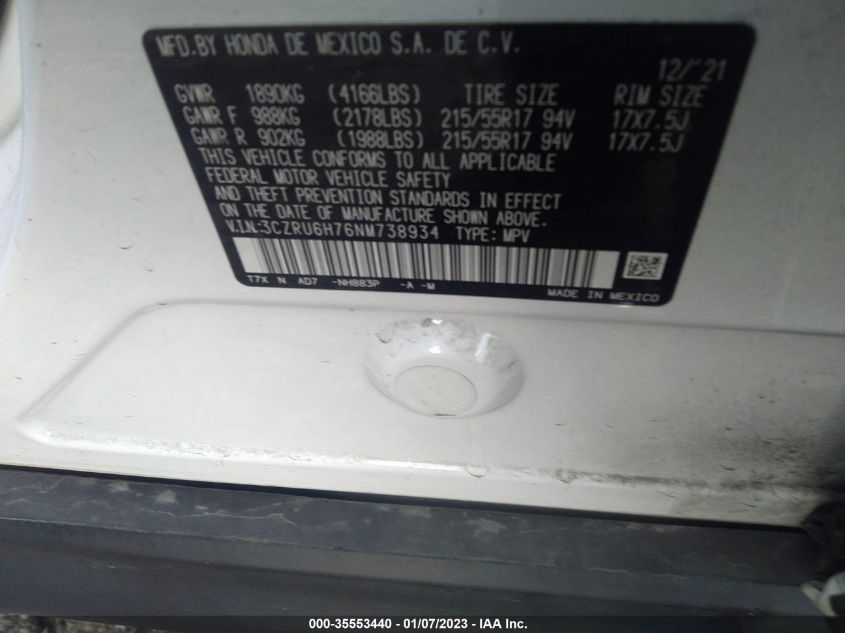 MFD. BY HONDA DE MEXICO S.A. DE C.V.
12/'21
GVWR 1890KG (4166LBS) TIRE SIZE RIM SIZE
GAWR F 988KG (2178LBS) 215/55R17 94V 17X7.5J
GAWR R 902KG (1988LBS) 215/55R17 94V 17X7.5J
THIS VEHICLE CONFORMS TO ALL APPLICABLE
FEDERAL MOTOR VEHICLE SAFETY
AND THEFT PREVENTION STANDARDS IN EFFECT
ON THE DATE OF MANUFACTURE SHOWN ABOVE.
V.I.N:3CZRU6H76NM738934 TYPE: MPV
T7X N AD7 -NH883P -A -M
MADE IN MEXICO
000-35553440 - 01/07/2023 - IAA Inc.